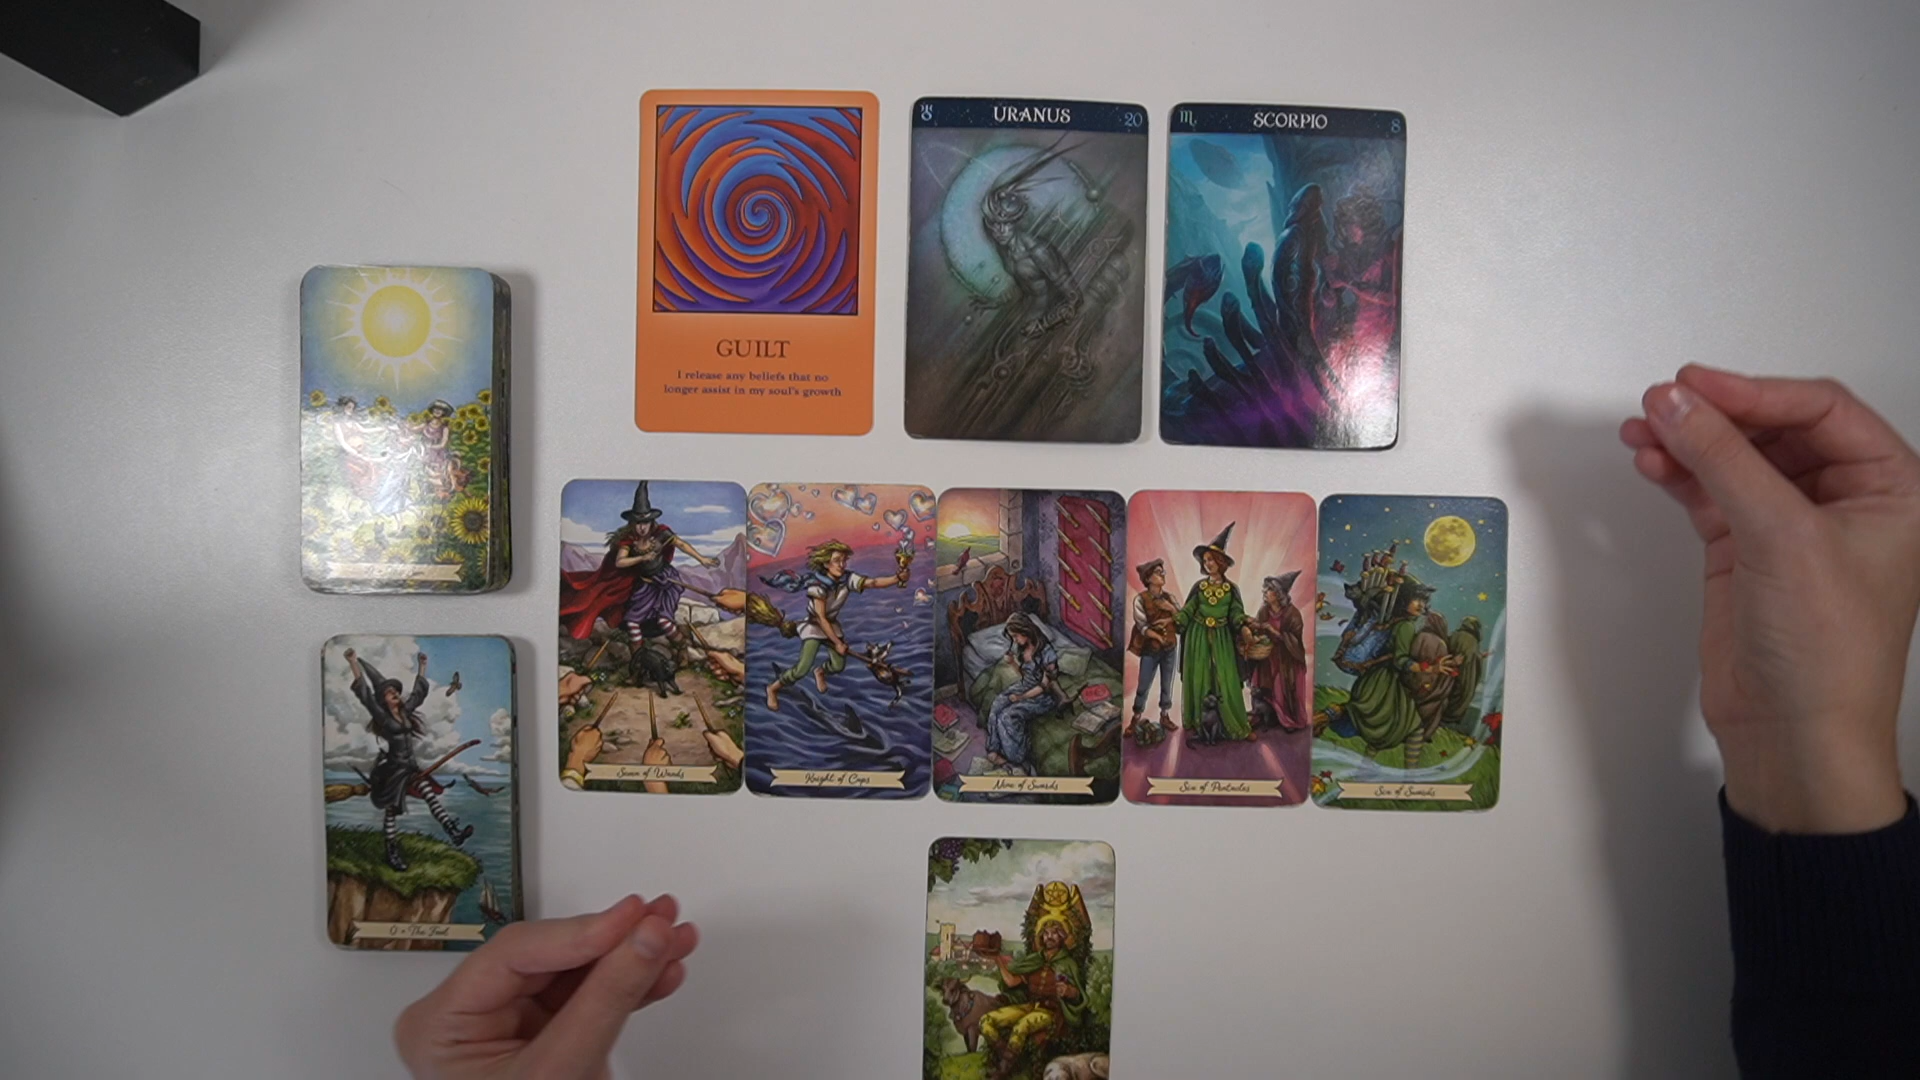 URANUS
20
SCORPIO
8
GUILT
I release any beliefs that no
longer assist in my soul's growth
Seven of Wands
Knight of Cups
Nine of Swords
Six of Pentacles
Six of Swords
0 • The Fool